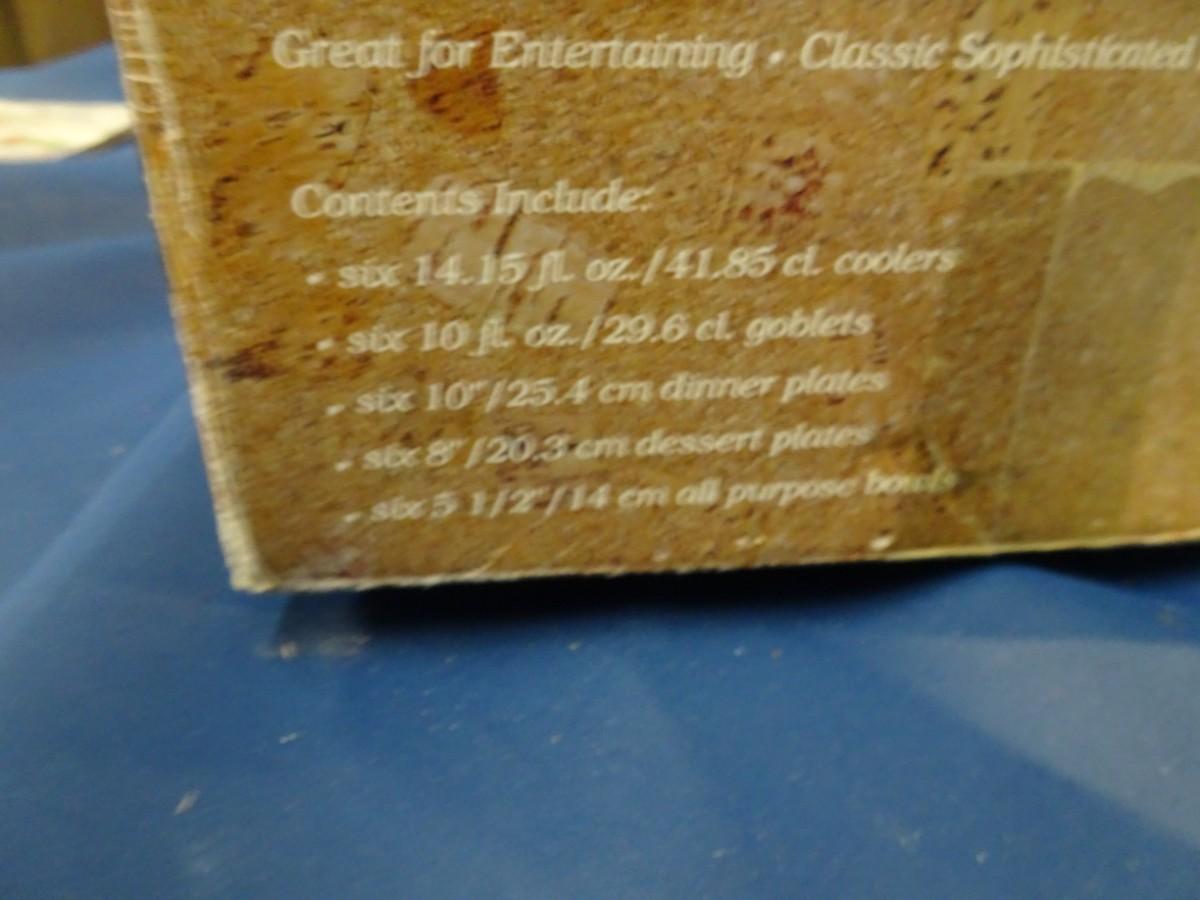 Great for Entertaining • Classic Sophisticated
Contents Include:
• six 14.15 fl. oz./41.85 cl. coolers
• six 10 fl. oz./29.6 cl. goblets
• six 10"/25.4 cm dinner plates
• six 8"/20.3 cm dessert plates
• six 5 1/2"/14 cm all purpose bowls